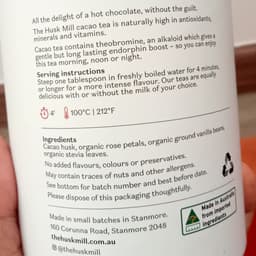 All the delight of a hot chocolate, without the guilt.
The Husk Mill cacao tea is naturally high in antioxidants,
minerals and vitamins.
Cacao tea contains theobromine, an alkaloid which gives a
gentle but long lasting endorphin boost - so you can enjoy
this tea morning, noon or night.
Serving instructions
Steep one tablespoon in freshly boiled water for 4 minutes,
or longer for a more intense flavour. Our teas are equally
delicious with or without the milk of your choice.
4' 100°C | 212°F
Ingredients
Cacao husk, organic rose petals, organic ground vanilla bean,
organic stevia leaves.
No added flavours, colours or preservatives.
May contain traces of nuts and other allergens.
See bottom for batch number and best before date.
Please dispose of this packaging thoughtfully.
Made in small batches in Stanmore.
160 Corunna Road, Stanmore 2048
thehuskmill.com.au
@thehuskmill
Made in Australia
from imported
ingredients